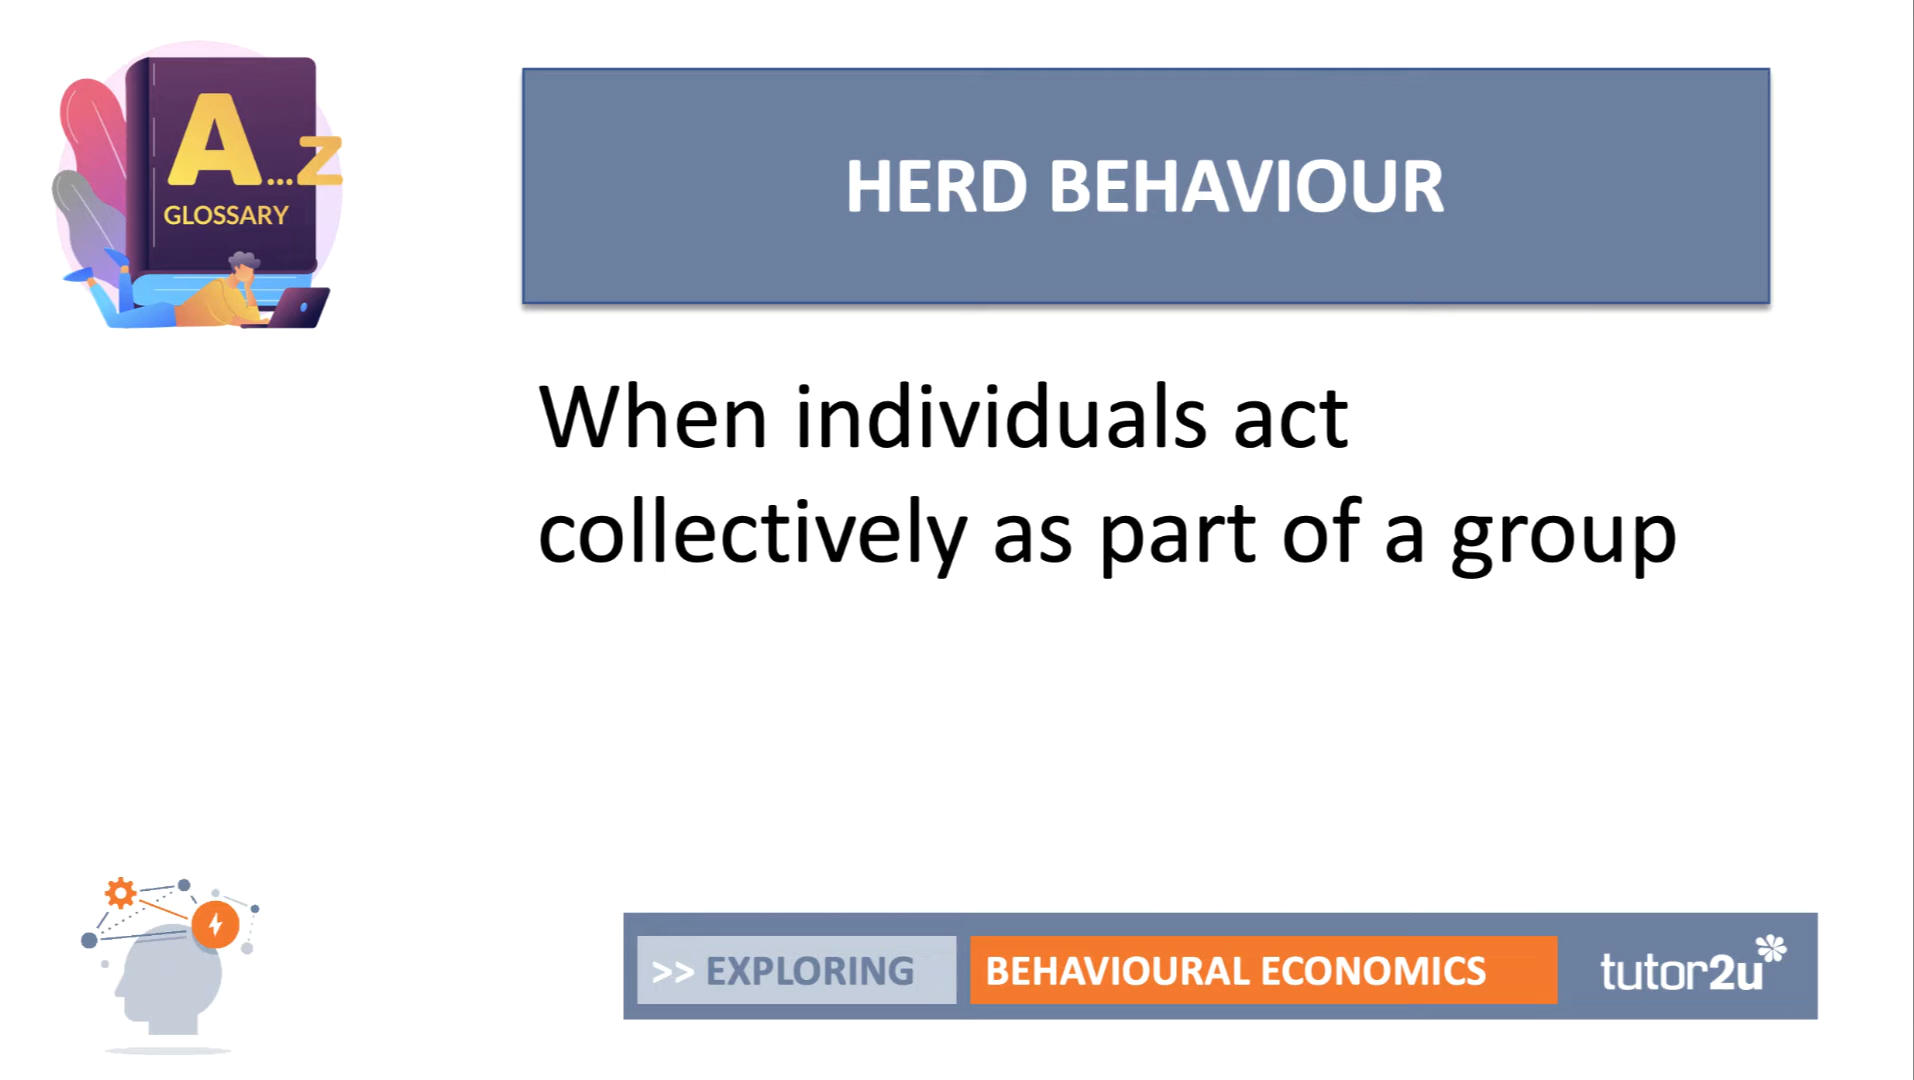 A...Z
GLOSSARY
HERD BEHAVIOUR
When individuals act
collectively as part of a group
>> EXPLORING
BEHAVIOURAL ECONOMICS
tutor2u